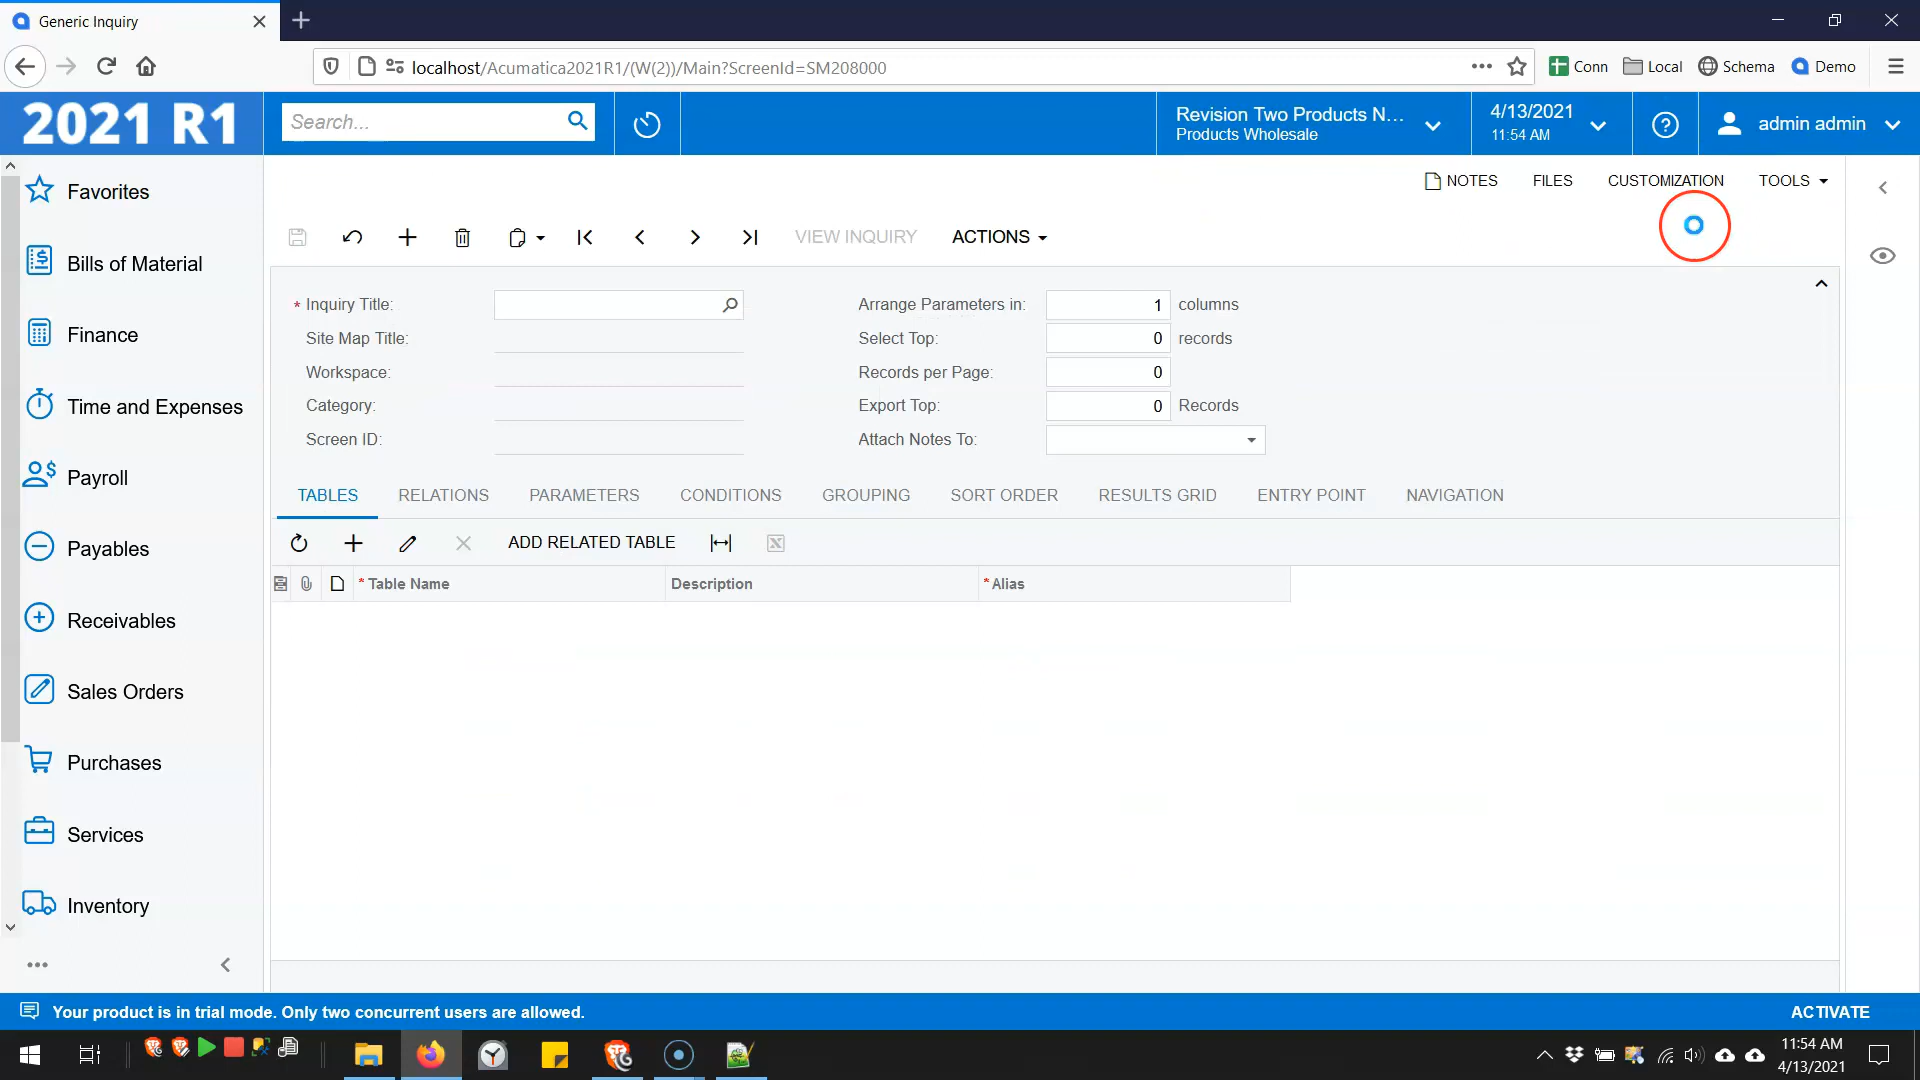 Generic Inquiry
localhost/Acumatica2021R1/(W(2))/Main?ScreenId=SM208000
Conn
Local
Schema
Demo
2021 R1
Search...
Revision Two Products N...
Products Wholesale
4/13/2021
11:54 AM
admin admin
Favorites
Bills of Material
Finance
Time and Expenses
Payroll
Payables
Receivables
Sales Orders
Purchases
Services
Inventory
NOTES
FILES
CUSTOMIZATION
TOOLS
VIEW INQUIRY
ACTIONS
* Inquiry Title:
Site Map Title:
Workspace:
Category:
Screen ID:
Arrange Parameters in: 1 columns
Select Top: 0 records
Records per Page: 0
Export Top: 0 Records
Attach Notes To:
TABLES
RELATIONS
PARAMETERS
CONDITIONS
GROUPING
SORT ORDER
RESULTS GRID
ENTRY POINT
NAVIGATION
ADD RELATED TABLE
* Table Name
Description
* Alias
Your product is in trial mode. Only two concurrent users are allowed.
ACTIVATE
11:54 AM
4/13/2021